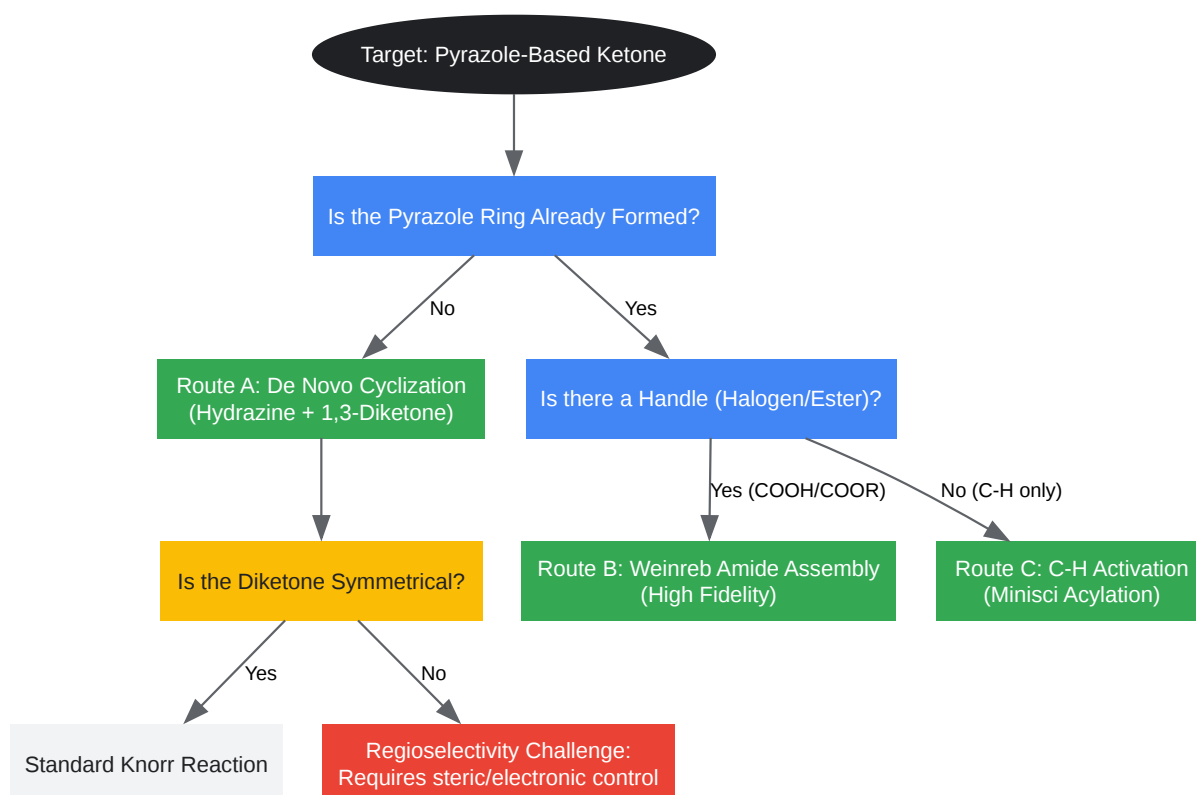 Target: Pyrazole-Based Ketone
Is the Pyrazole Ring Already Formed?
No
Yes
Route A: De Novo Cyclization
(Hydrazine + 1,3-Diketone)
Is there a Handle (Halogen/Ester)?
Yes (COOH/COOR)
No (C-H only)
Is the Diketone Symmetrical?
Route B: Weinreb Amide Assembly
(High Fidelity)
Route C: C-H Activation
(Minisci Acylation)
Yes
No
Standard Knorr Reaction
Regioselectivity Challenge:
Requires steric/electronic control